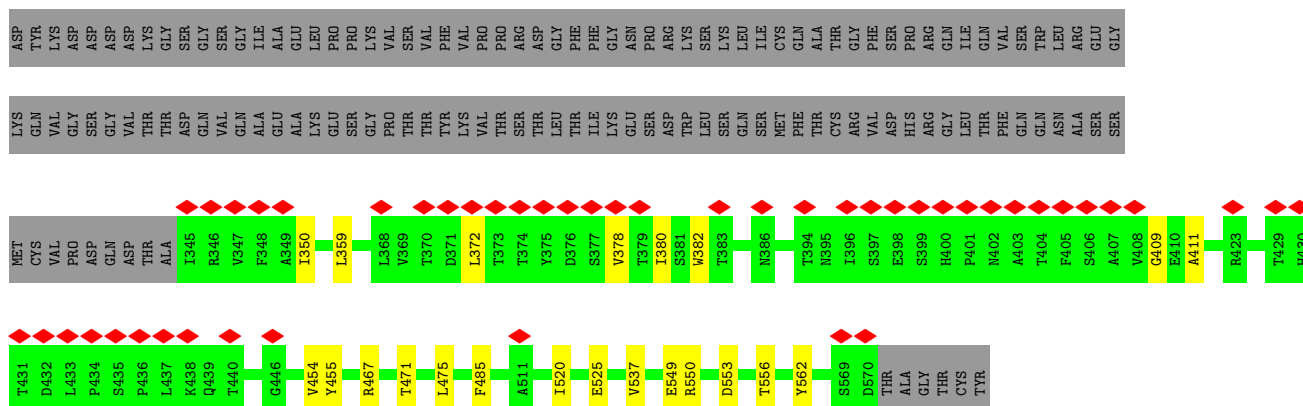 ASP TYR LYS ASP ASP ASP ASP LYS GLY SER GLY SER GLY ILE ALA GLU LEU PRO PRO LYS VAL SER VAL PHE VAL PRO PRO ARG ASP GLY PHE PHE GLY ASN PRO ARG LYS SER LYS LEU ILE CYS GLN ALA THR GLY PHE SER PRO ARG GLN ILE GLN VAL SER TRP LEU ARG GLU GLY
LYS GLN VAL GLY SER GLY VAL THR THR ASP GLN VAL GLN ALA GLU ALA LYS GLU SER GLY PRO THR THR TYR LYS VAL THR SER THR LEU THR ILE LYS GLU SER ASP TRP LEU SER GLN SER MET PHE THR CYS ARG VAL ASP HIS ARG GLY LEU THR PHE GLN GLN ASN ALA SER SER
MET CYS VAL PRO ASP GLN ASP THR ALA I345 R346 V347 F348 A349 I350 L359 L368 V369 T370 D371 L372 T373 T374 Y375 D376 S377 V378 T379 I380 S381 W382 T383 N386 T394 N395 I396 S397 E398 S399 H400 P401 N402 A403 T404 F405 S406 A407 V408 G409 E410 A411 R423 T429 H430
T431 D432 L433 P434 S435 P436 L437 K438 Q439 T440 G446 V454 Y455 R467 T471 L475 F485 A511 I520 E525 V537 E549 R550 D553 T556 Y562 S569 D570 THR ALA GLY THR CYS TYR